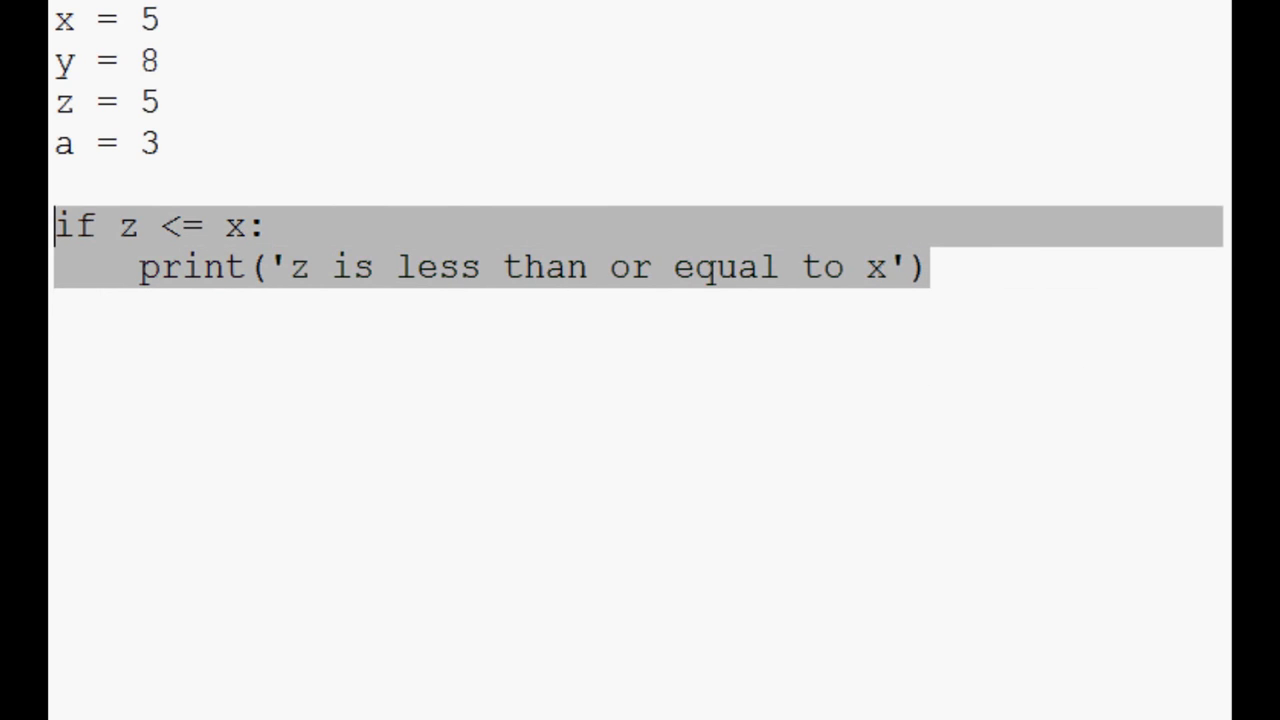 x = 5
y = 8
z = 5
a = 3
if z <= x:
    print('z is less than or equal to x')